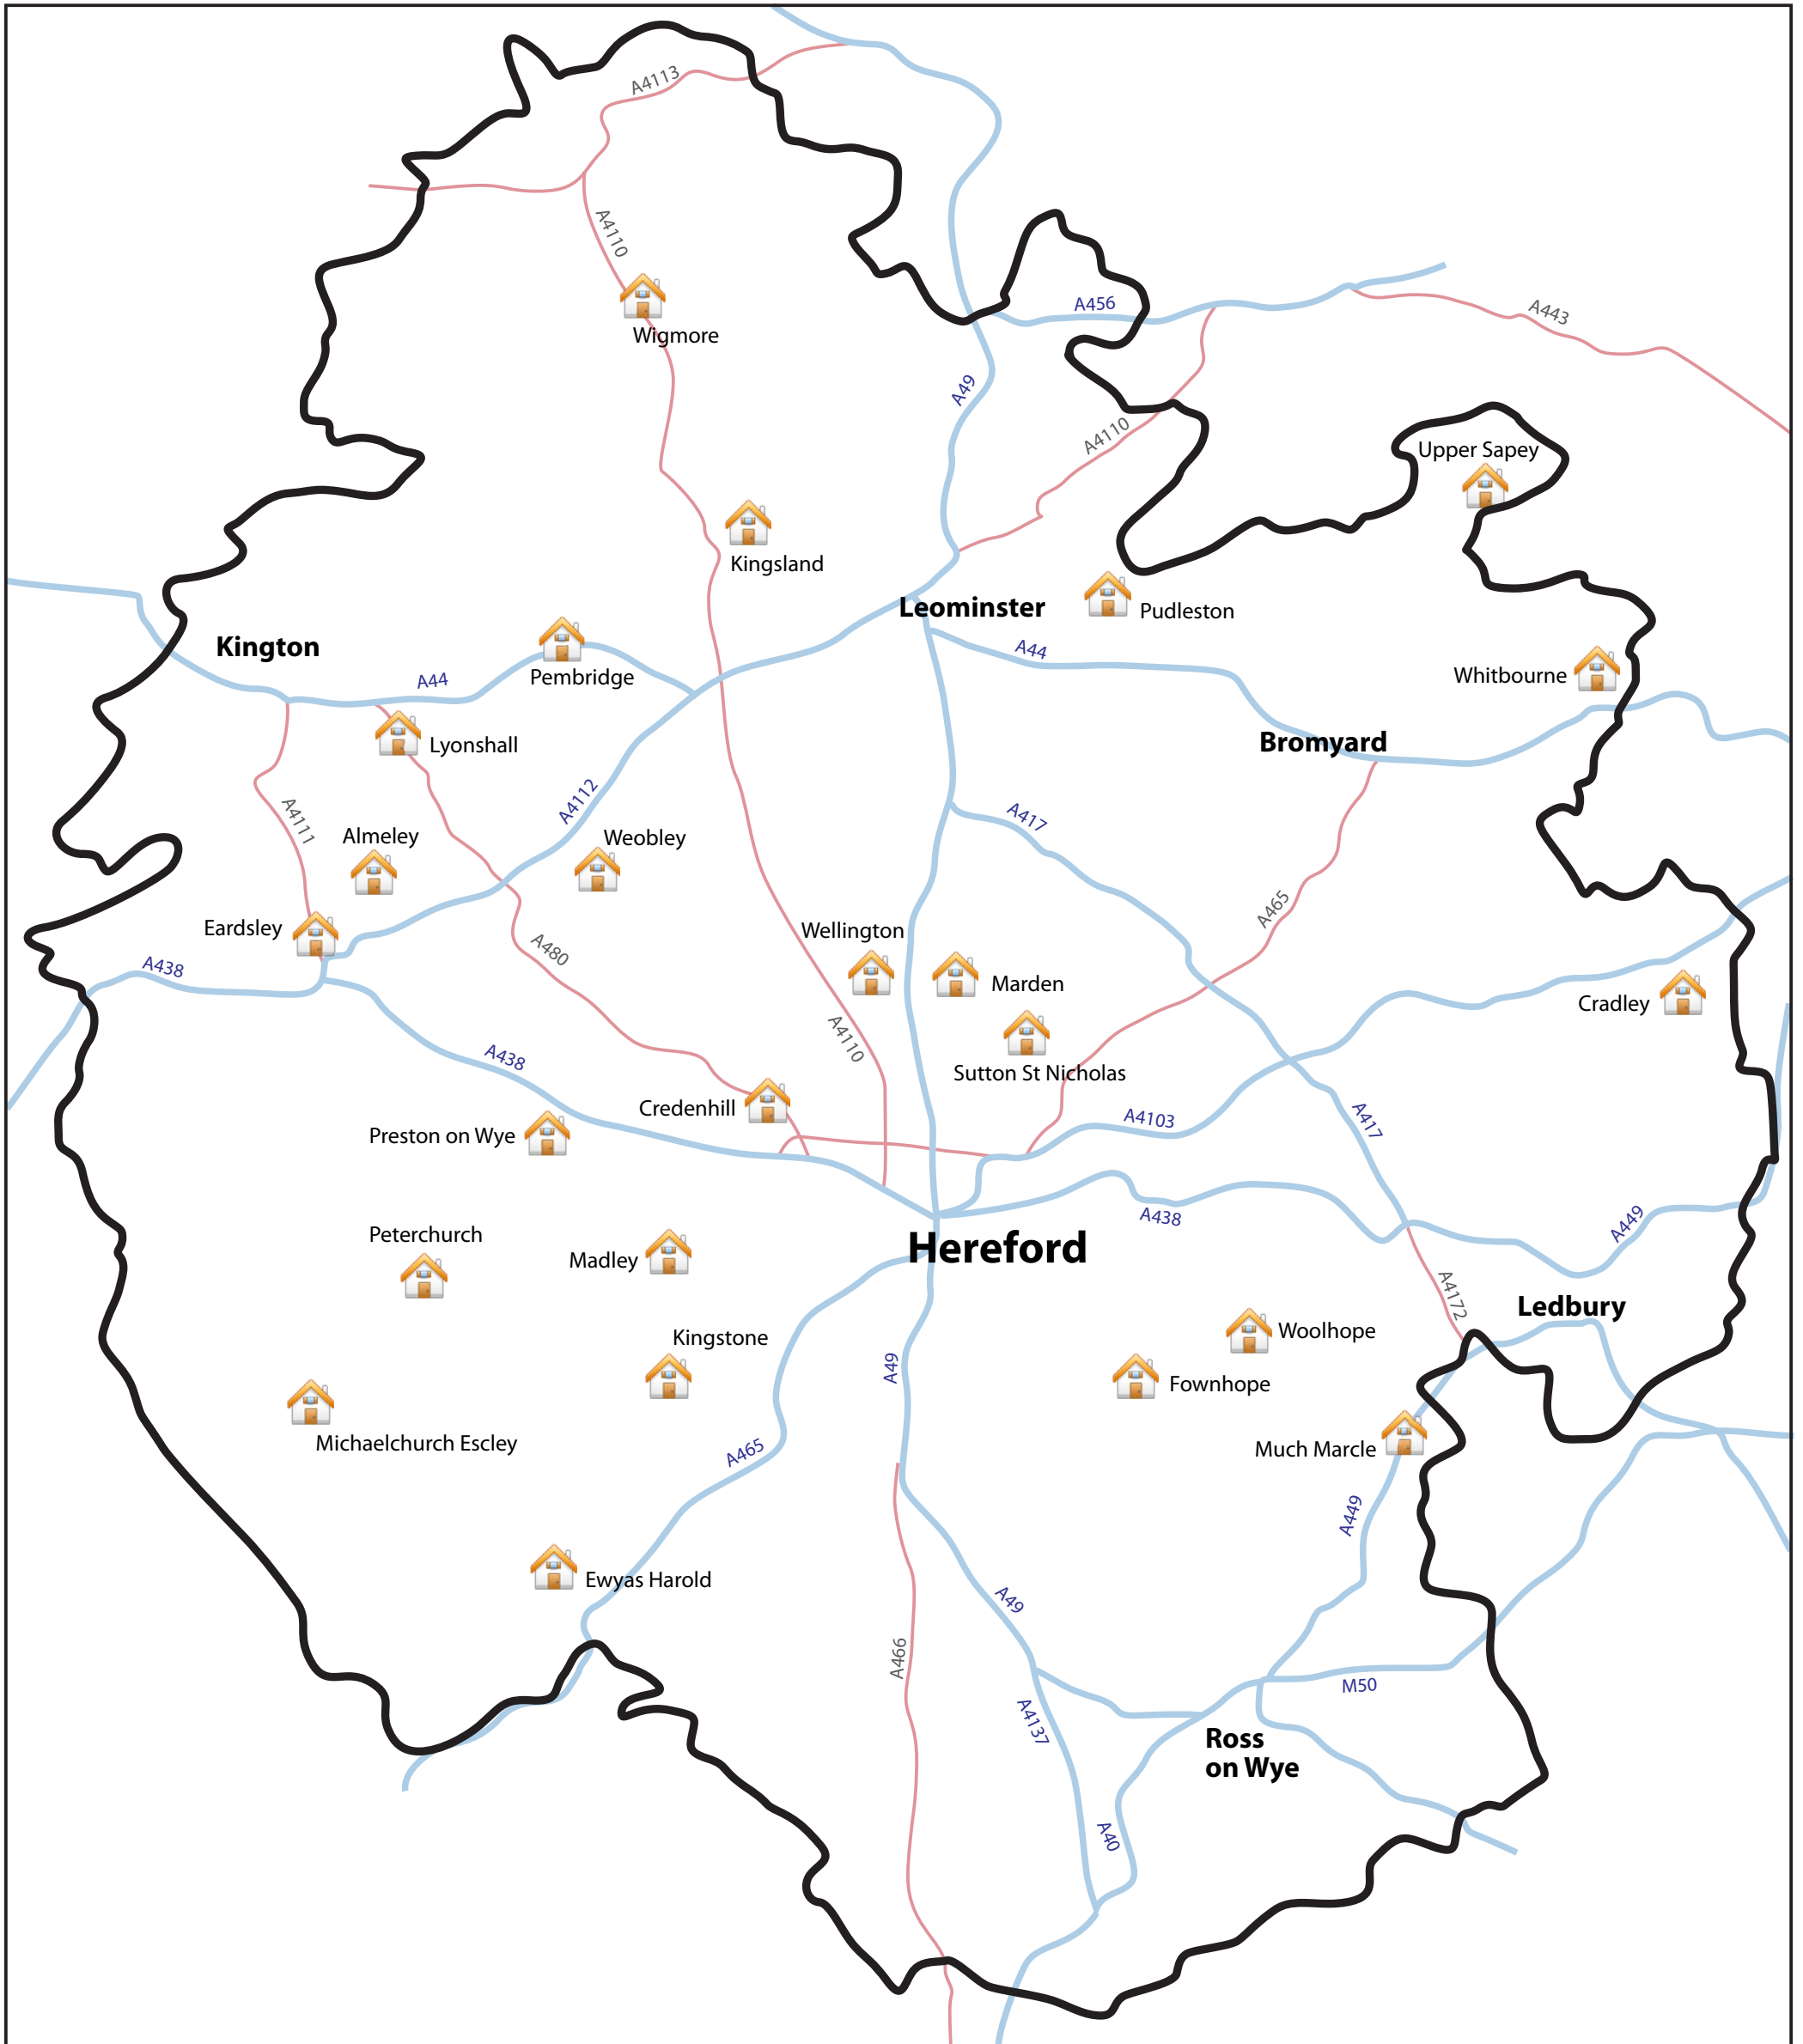 A4113
A4110
Wigmore
A456
A443
A49
A4110
Upper Sapey
Kingsland
Leominster
Pudleston
Kington
A44
Whitbourne
Pembridge
A44
Lyonshall
Bromyard
A4112
A4111
A417
Almeley
Weobley
A465
Eardsley
Wellington
A480
A438
Marden
Cradley
A4110
A438
Sutton St Nicholas
Credenhill
A4103
A417
Preston on Wye
A438
A449
Peterchurch
Hereford
Madley
A4172
Ledbury
Woolhope
Kingstone
A49
Fownhope
Michaelchurch Escley
Much Marcle
A465
A449
Ewyas Harold
A49
A466
M50
A4137
Ross
on Wye
A40